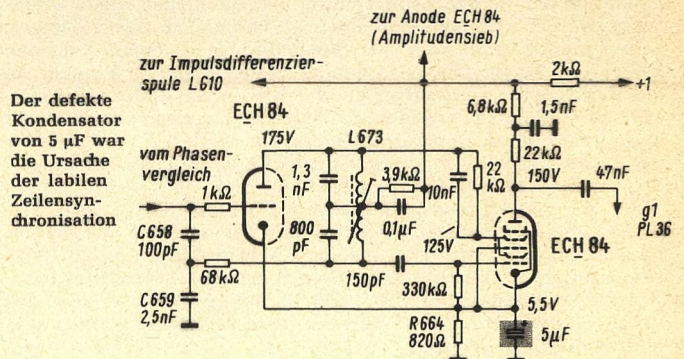 zur Anode ECH 84
(Amplitudensieb)
zur Impulsdifferenzier-
spule L610
2kΩ
+1
Der defekte
Kondensator
von 5 µF war
die Ursache
der labilen
Zeilensyn-
chronisation
ECH 84
6,8kΩ
1,5nF
175V
L673
vom Phasen-
vergleich
1,3
nF
3,9kΩ
10nF
22
kΩ
22kΩ
150V
47nF
1kΩ
0,1µF
g1
PL36
C658
100pF
800
pF
125V
ECH 84
68kΩ
150pF
330kΩ
C659
2,5nF
5,5V
R664
820Ω
5µF
+